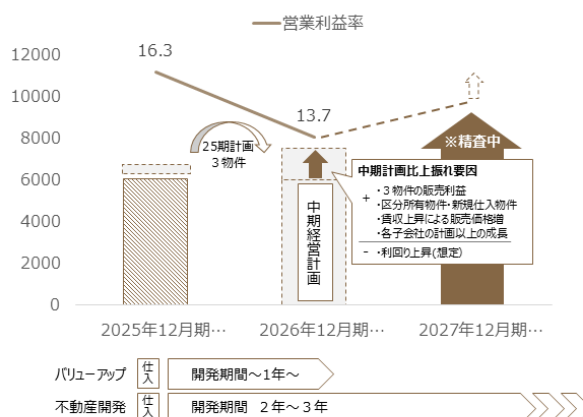 営業利益率
12000
10000
8000
6000
4000
2000
0
16.3
13.7
25期計画
3物件
中期経営計画
※精査中
中期計画比上振れ要因
+ ・3物件の販売利益
・区分所有物件・新規仕入物件
・賃収上昇による販売価格増
・各子会社の計画以上の成長
- ・利回り上昇(想定)
2025年12月期…
2026年12月期…
2027年12月期…
バリューアップ 仕入 開発期間~1年~
不動産開発 仕入 開発期間 2年~3年